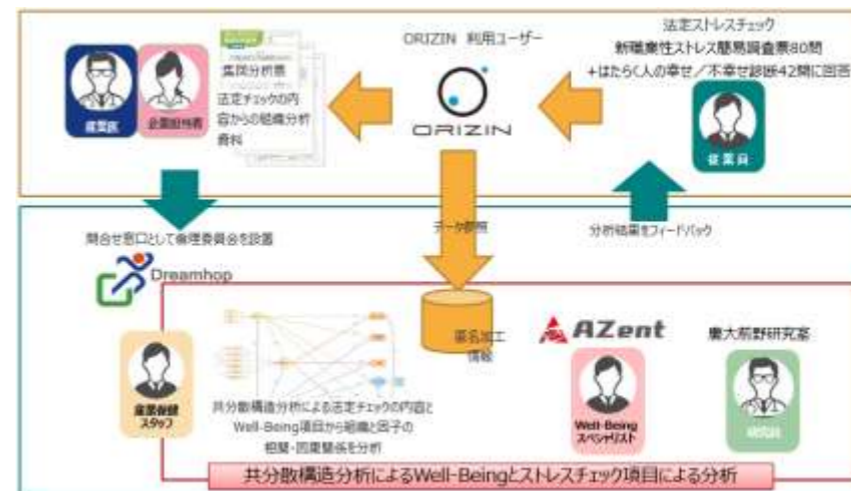 法定ストレスチェック
新職業性ストレス簡易調査票80問
+はたらく人の幸せ/不幸せ診断42問に回答
従業員
ORIZIN 利用ユーザー
ORIZIN
集団分析票
法定チェックの内
容からの組織分析
資料
産業医
企業担当者
問合せ窓口として倫理委員会を設置
データ参照
分析結果をフィードバック
Dreamhop
産業保健
スタッフ
共分散構造分析による法定チェックの内容と
Well-Being項目から組織と因子の
相関・因果関係を分析
匿名加工
情報
AZent
Well-Being
スペシャリスト
慶大前野研究室
研究員
共分散構造分析によるWell-Beingとストレスチェック項目による分析